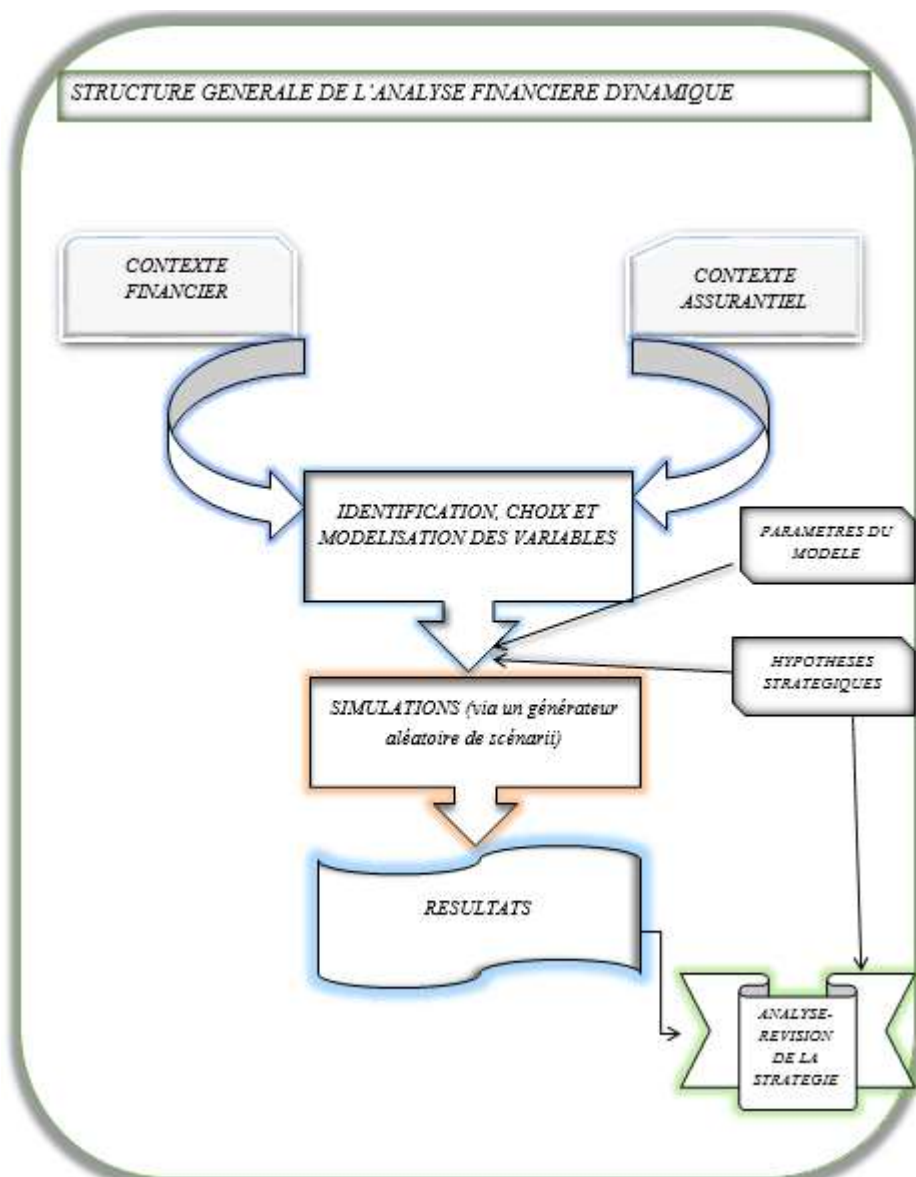 STRUCTURE GENERALE DE L'ANALYSE FINANCIERE DYNAMIQUE
CONTEXTE
FINANCIER
CONTEXTE
ASSURANTIEL
IDENTIFICATION, CHOIX ET
MODELISATION DES VARIABLES
PARAMETRES DU
MODELE
HYPOTHESES
STRATEGIQUES
SIMULATIONS (via un générateur
aléatoire de scénarii)
RESULTATS
ANALYSE-
REVISION
DE LA
STRATEGIE